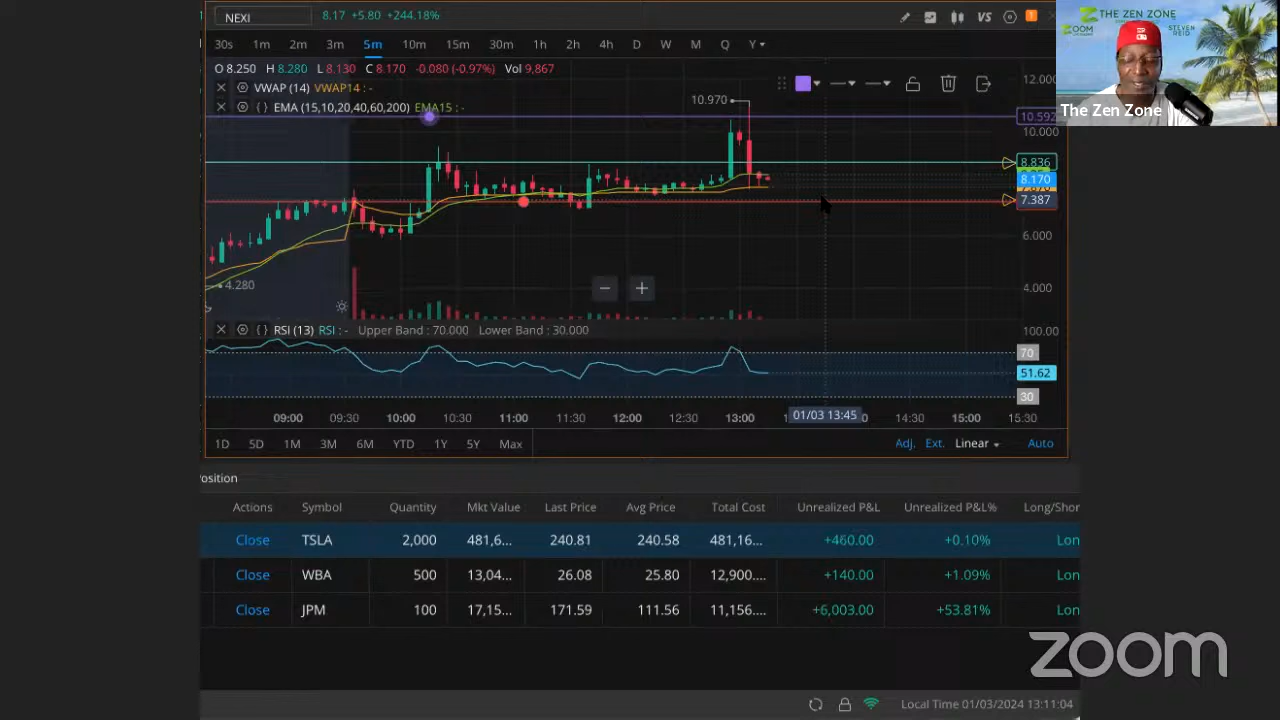 NEXI 8.17 +5.80 +244.18% VS
THE ZEN ZONE
ZOOM
STEVEN REID
30s 1m 2m 3m 5m 10m 15m 30m 1h 2h 4h D W M Q Y
O 8.250 H 8.280 L 8.130 C 8.170 -0.080 (-0.97%) Vol 9,867
VWAP (14) VWAP14 : -
EMA (15,10,20,40,60,200) EMA15 : -
12.000
The Zen Zone
10.970
10.592
10.000
8.836
8.170
7.387
6.000
4.280
4.000
RSI (13) RSI : - Upper Band : 70.000 Lower Band : 30.000
100.00
70
51.62
30
09:00 09:30 10:00 10:30 11:00 11:30 12:00 12:30 13:00 01/03 13:45 14:30 15:00 15:30
1D 5D 1M 3M 6M YTD 1Y 5Y Max Adj. Ext. Linear Auto
osition
Actions Symbol Quantity Mkt Value Last Price Avg Price Total Cost Unrealized P&L Unrealized P&L% Long/Shor
Close TSLA 2,000 481,6... 240.81 240.58 481,16... +460.00 +0.10% Lon
Close WBA 500 13,04... 26.08 25.80 12,900.... +140.00 +1.09% Lon
Close JPM 100 17,15... 171.59 111.56 11,156.... +6,003.00 +53.81% Lon
zoom
Local Time 01/03/2024 13:11:04